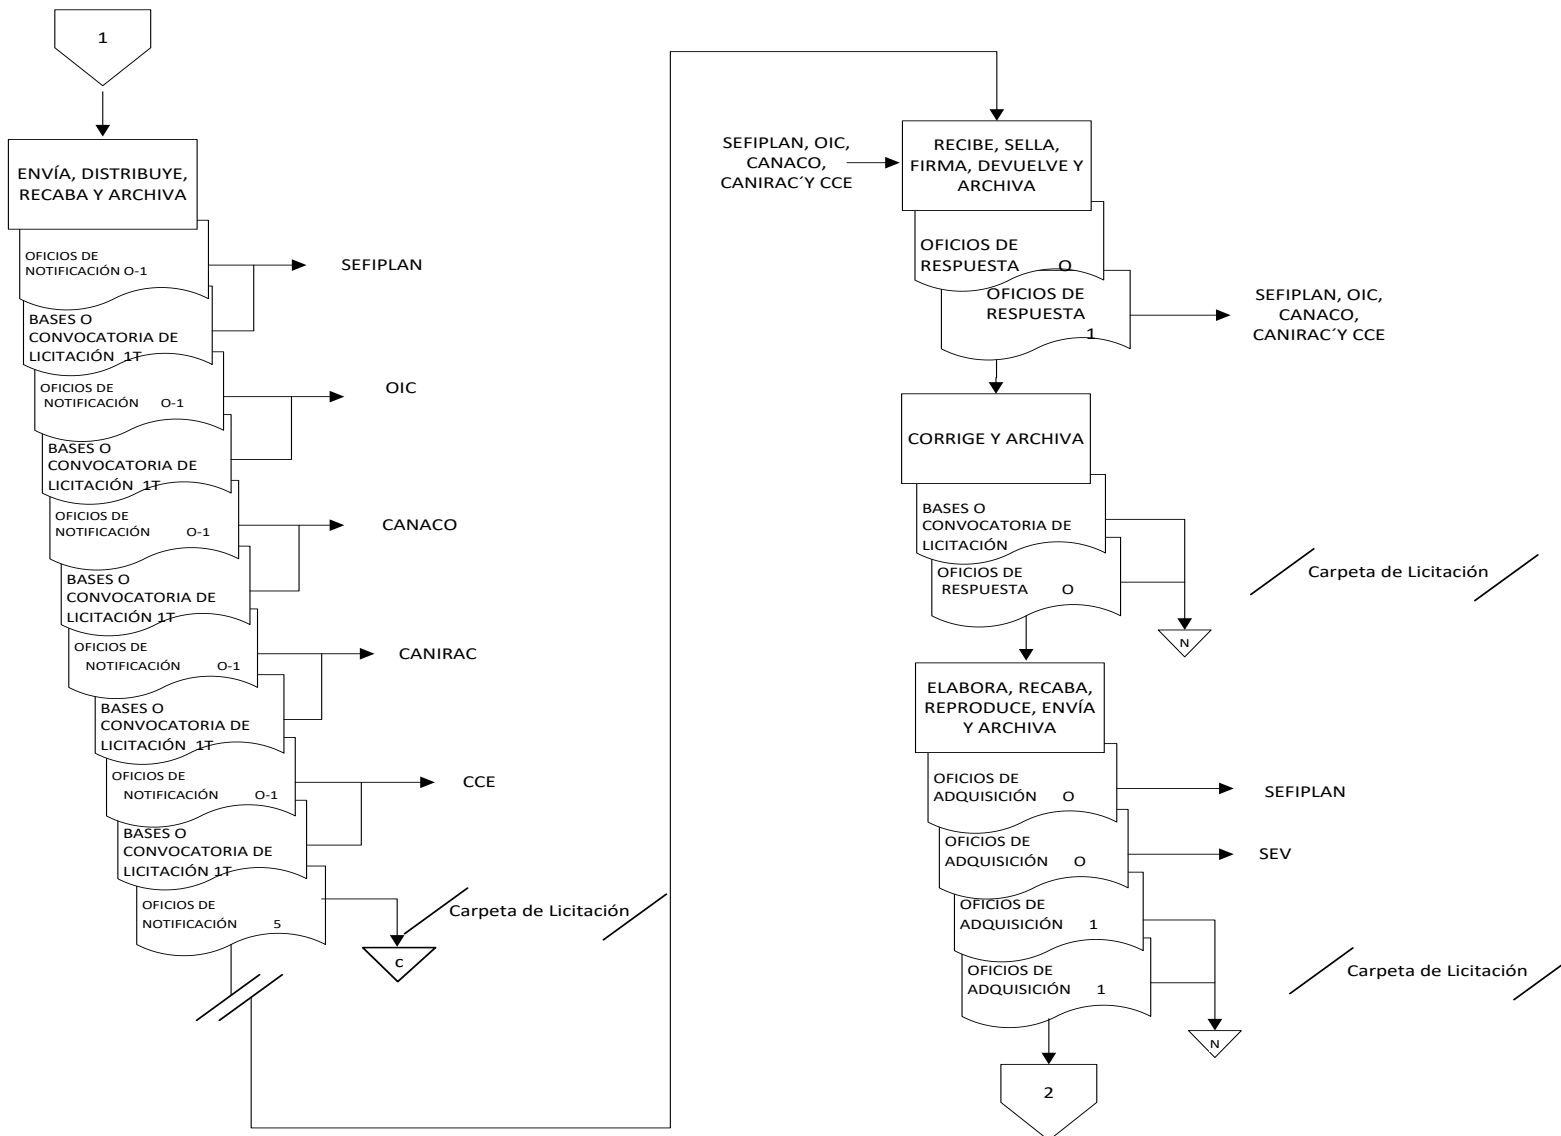 1
ENVÍA, DISTRIBUYE,
RECABA Y ARCHIVA
OFICIOS DE
NOTIFICACIÓN O-1
SEFIPLAN
BASES O
CONVOCATORIA DE
LICITACIÓN 1T
OFICIOS DE
NOTIFICACIÓN O-1
OIC
BASES O
CONVOCATORIA DE
LICITACIÓN 1T
OFICIOS DE
NOTIFICACIÓN O-1
CANACO
BASES O
CONVOCATORIA DE
LICITACIÓN 1T
OFICIOS DE
NOTIFICACIÓN O-1
CANIRAC
BASES O
CONVOCATORIA DE
LICITACIÓN 1T
OFICIOS DE
NOTIFICACIÓN O-1
CCE
BASES O
CONVOCATORIA DE
LICITACIÓN 1T
OFICIOS DE
NOTIFICACIÓN 5
Carpeta de Licitación
C
SEFIPLAN, OIC,
CANACO,
CANIRAC´Y CCE
RECIBE, SELLA,
FIRMA, DEVUELVE Y
ARCHIVA
OFICIOS DE
RESPUESTA O
OFICIOS DE
RESPUESTA
1
SEFIPLAN, OIC,
CANACO,
CANIRAC´Y CCE
CORRIGE Y ARCHIVA
BASES O
CONVOCATORIA DE
LICITACIÓN
OFICIOS DE
RESPUESTA O
Carpeta de Licitación
N
ELABORA, RECABA,
REPRODUCE, ENVÍA
Y ARCHIVA
OFICIOS DE
ADQUISICIÓN O
SEFIPLAN
OFICIOS DE
ADQUISICIÓN O
SEV
OFICIOS DE
ADQUISICIÓN 1
OFICIOS DE
ADQUISICIÓN 1
Carpeta de Licitación
N
2